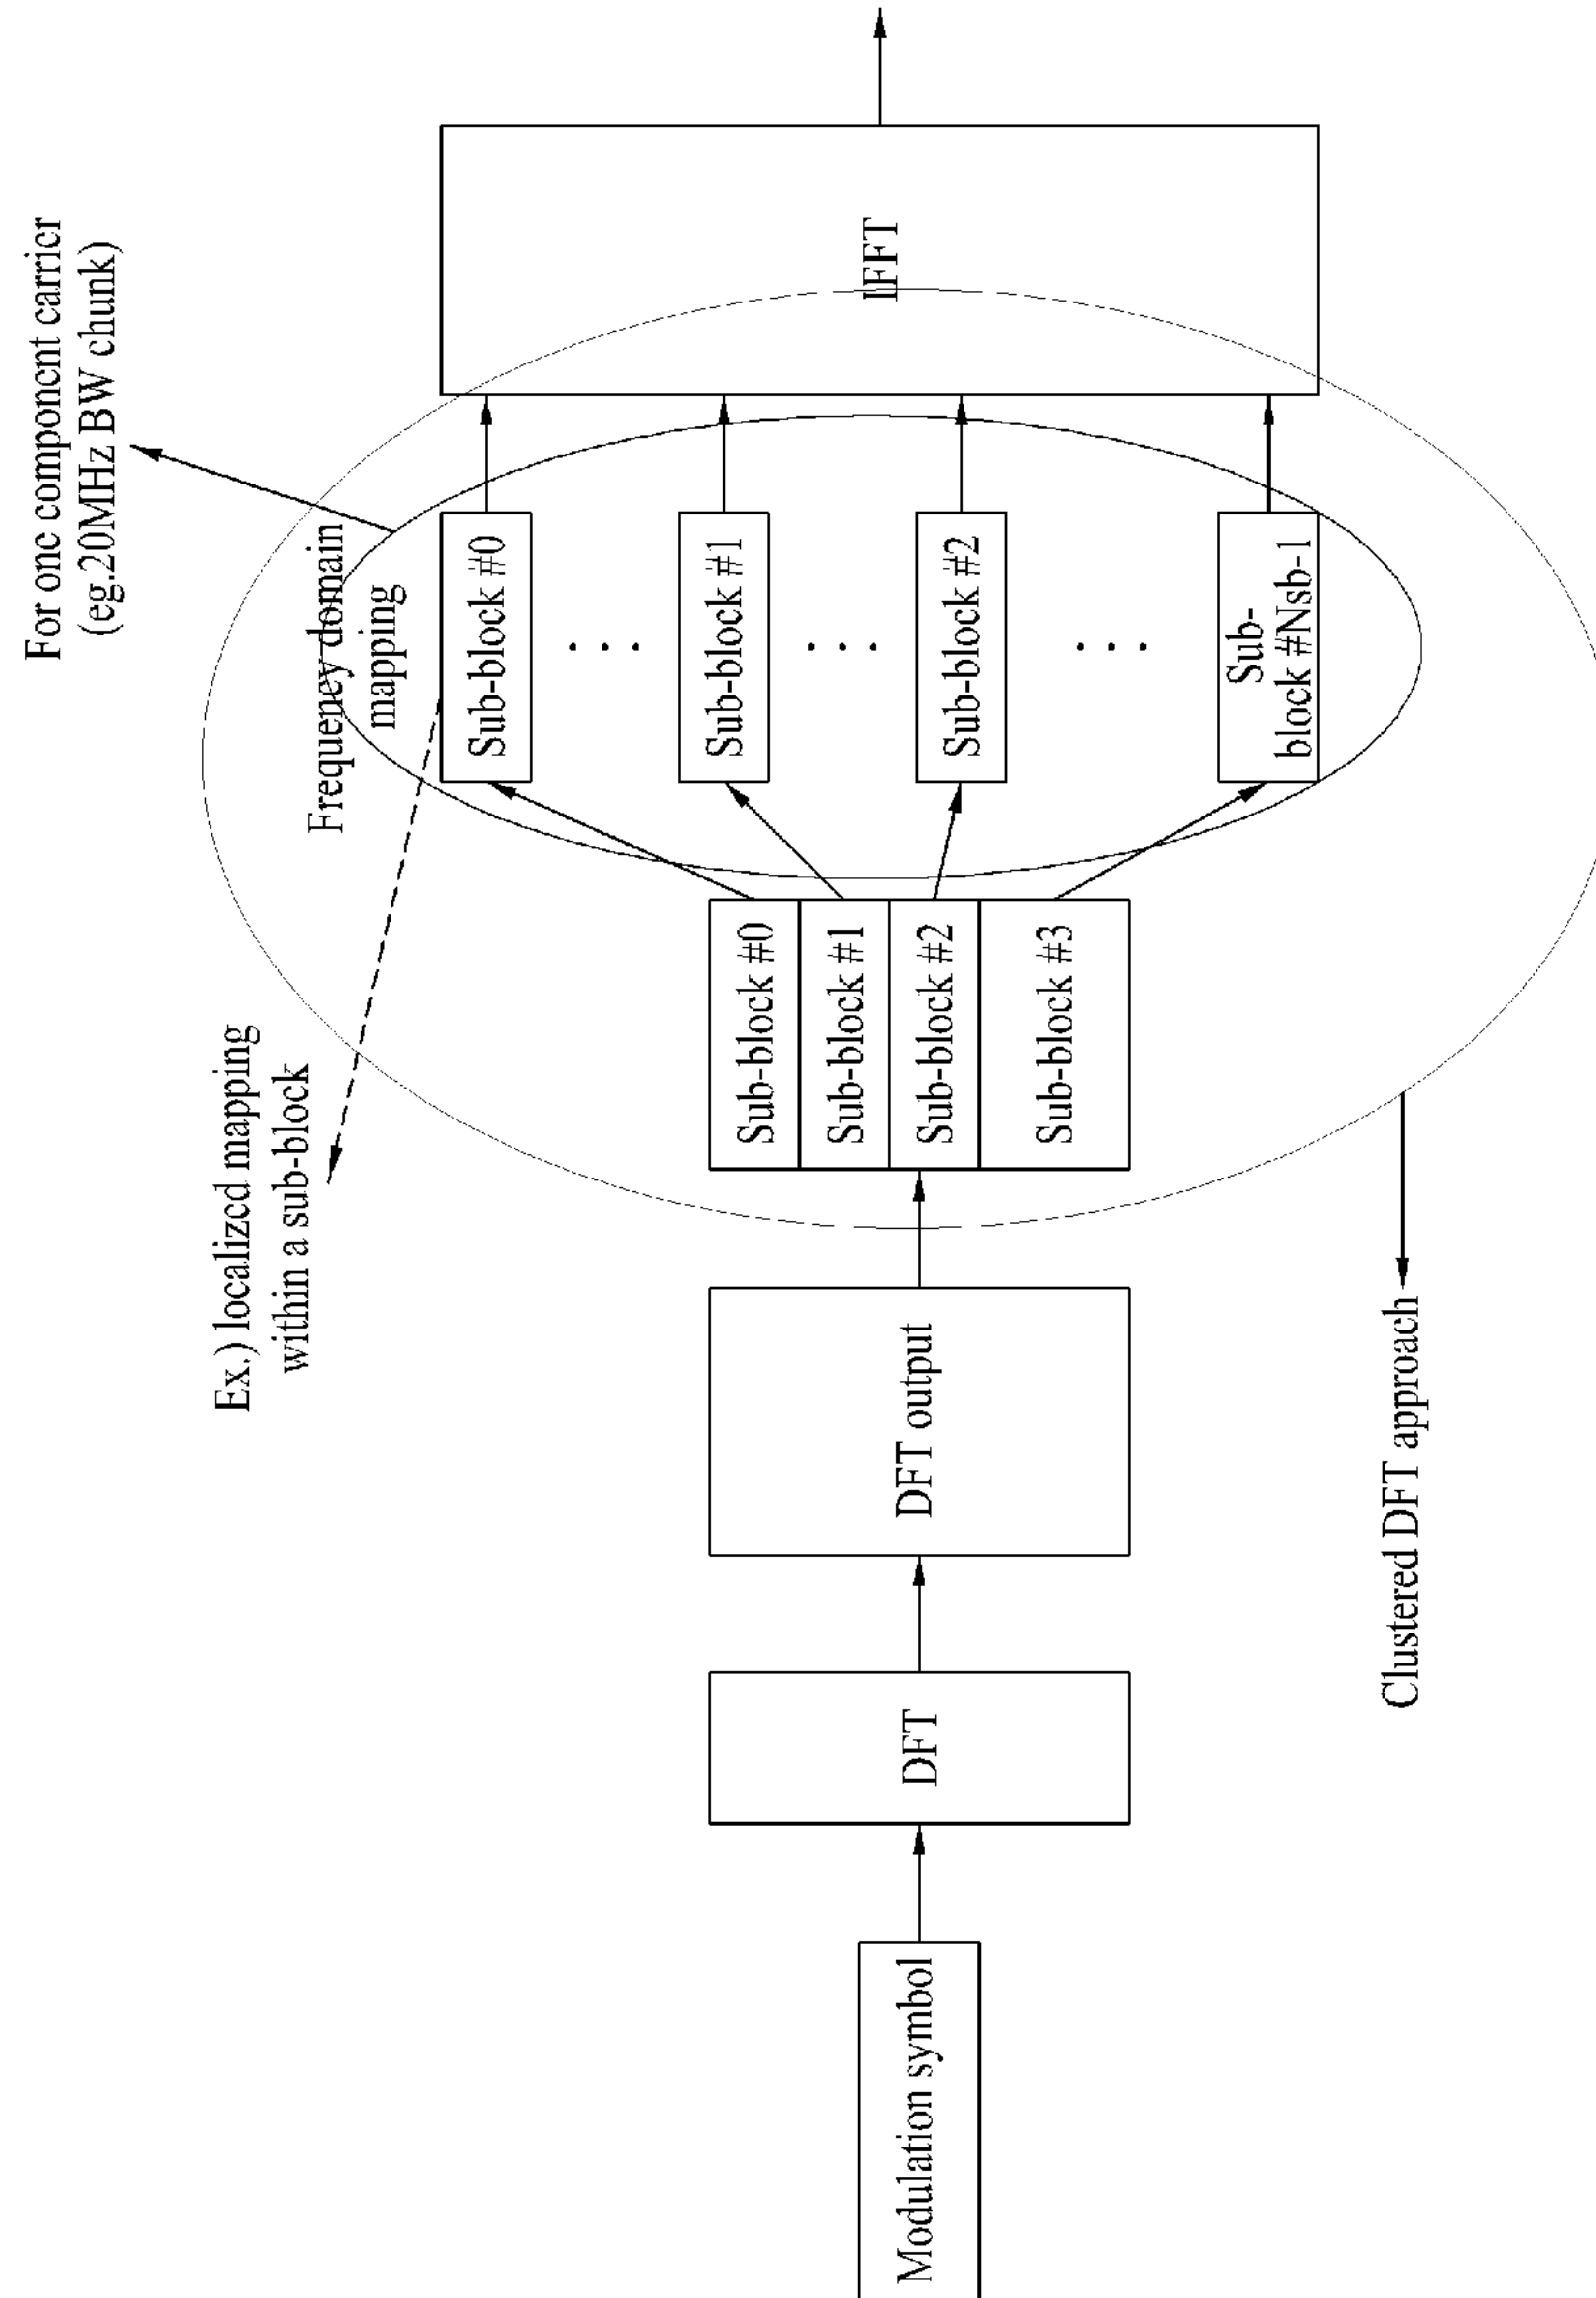 Modulation symbol
DFT
DFT output
Sub-block #0
Sub-block #1
Sub-block #2
Sub-block #3
Ex.) localized mapping
within a sub-block
Frequency domain
mapping
Sub-block #0
. . .
Sub-block #1
. . .
Sub-block #2
. . .
Sub-
block #Nsb-1
For one component carrier
(eg.20MHz BW chunk)
IFFT
Clustered DFT approach